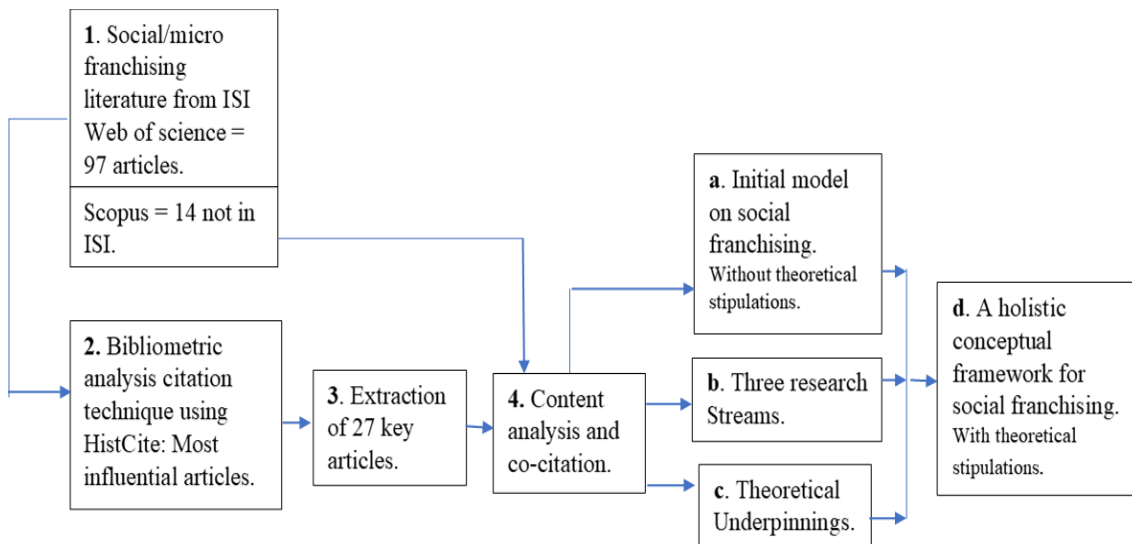 1. Social/micro
franchising
literature from ISI
Web of science =
97 articles.
Scopus = 14 not in
ISI.
2. Bibliometric
analysis citation
technique using
HistCite: Most
influential articles.
3. Extraction
of 27 key
articles.
4. Content
analysis and
co-citation.
a. Initial model
on social
franchising.
Without theoretical
stipulations.
b. Three research
Streams.
c. Theoretical
Underpinnings.
d. A holistic
conceptual
framework for
social franchising.
With theoretical
stipulations.